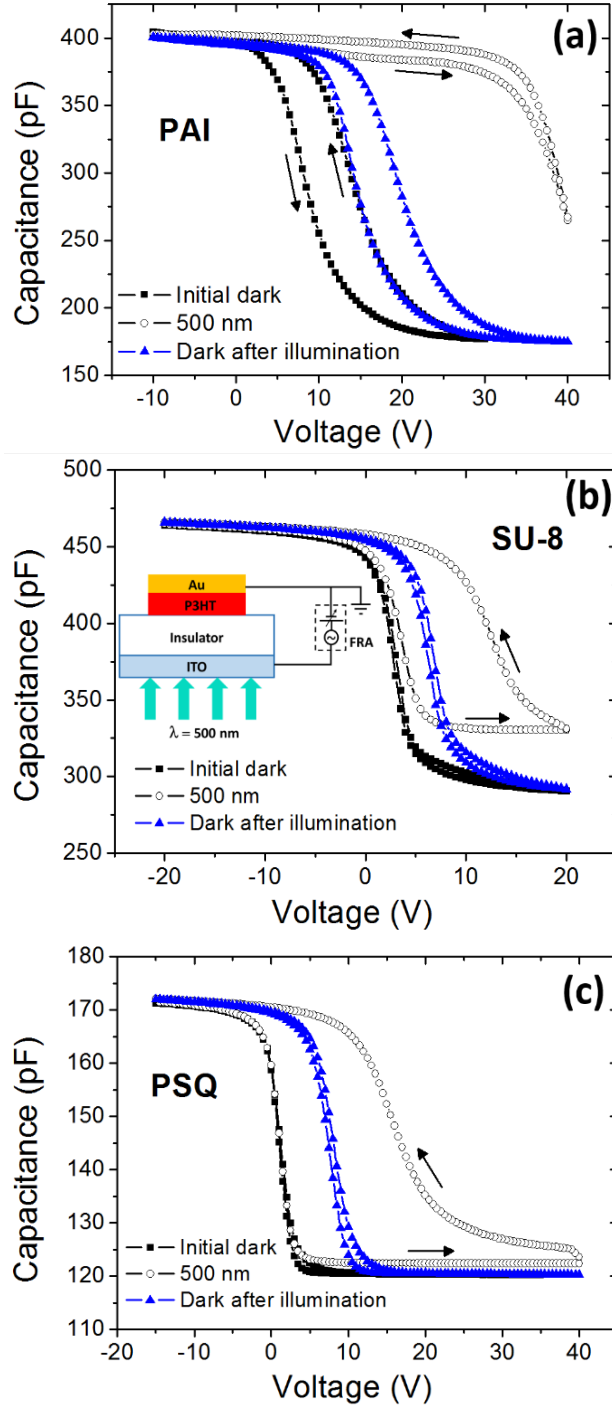 (a)
400
350
300
250
200
150
Capacitance (pF)
PAI
Initial dark
500 nm
Dark after illumination
-10 0 10 20 30 40
Voltage (V)
(b)
500
450
400
350
300
250
Capacitance (pF)
SU-8
Au
P3HT
Insulator
ITO
FRA
λ = 500 nm
Initial dark
500 nm
Dark after illumination
-20 -10 0 10 20
Voltage (V)
(c)
180
170
160
150
140
130
120
110
Capacitance (pF)
PSQ
Initial dark
500 nm
Dark after illumination
-20 -10 0 10 20 30 40
Voltage (V)